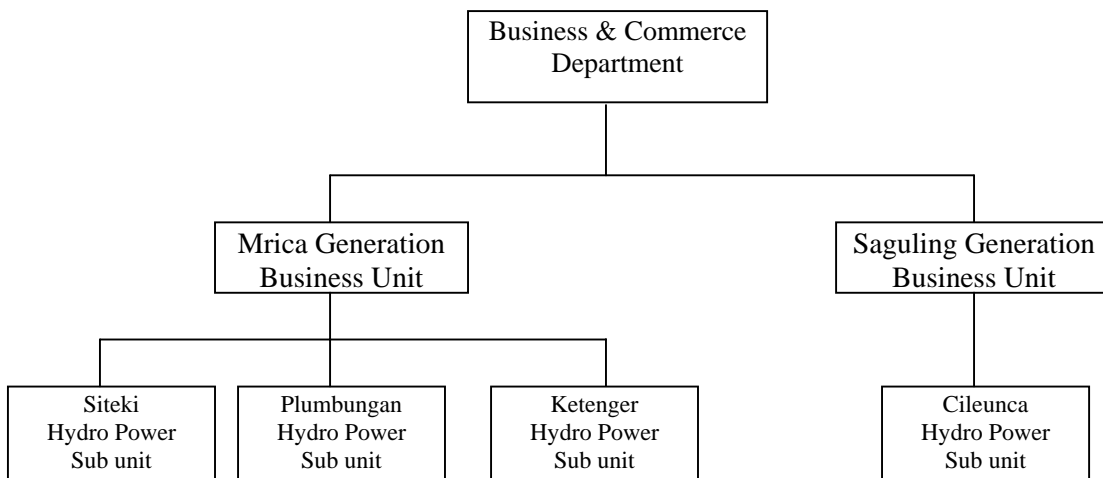 Business & Commerce
Department
Mrica Generation
Business Unit
Saguling Generation
Business Unit
Siteki
Hydro Power
Sub unit
Plumbungan
Hydro Power
Sub unit
Ketenger
Hydro Power
Sub unit
Cileunca
Hydro Power
Sub unit